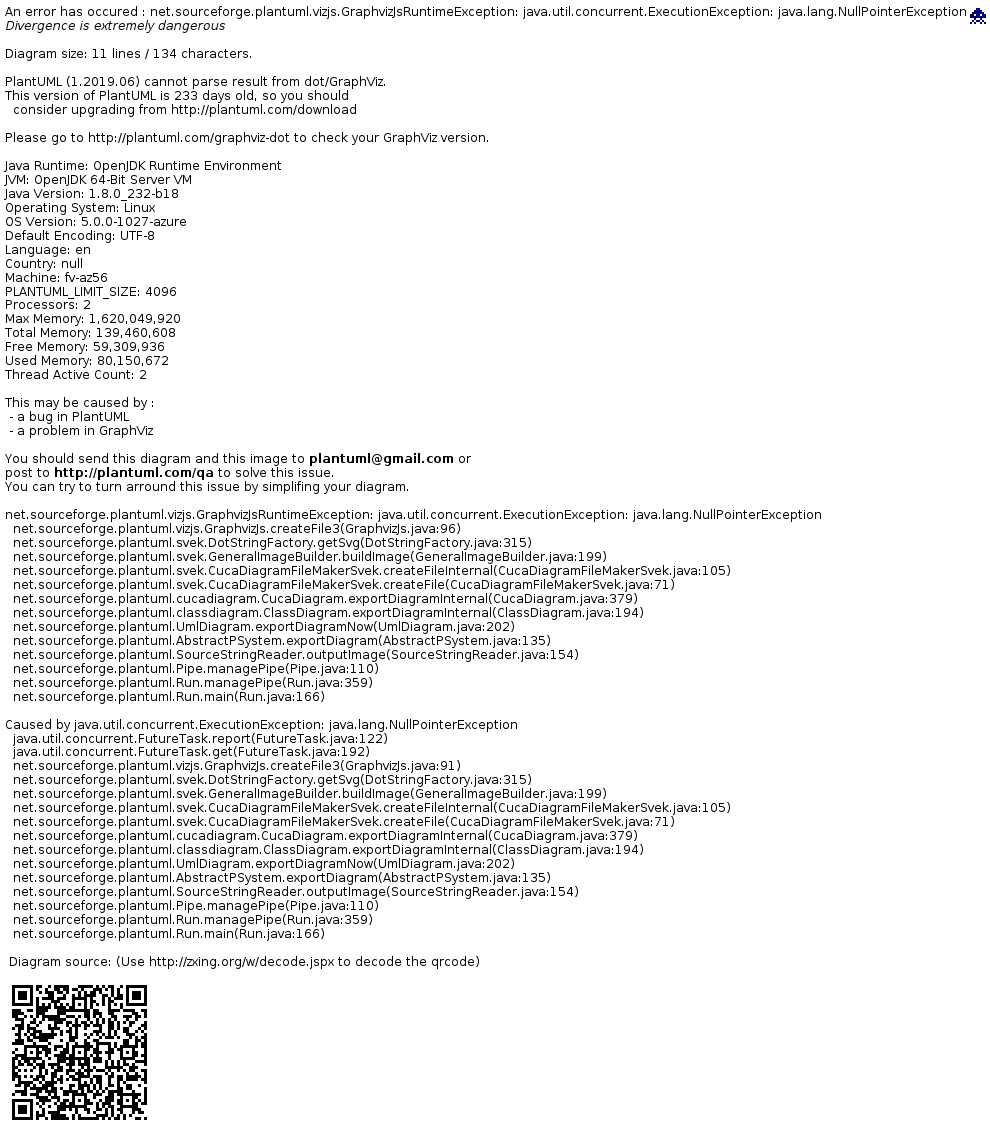 An error has occured : net.sourceforge.plantuml.vizjs.GraphvizJsRuntimeException: java.util.concurrent.ExecutionException: java.lang.NullPointerException
Divergence is extremely dangerous
Diagram size: 11 lines / 134 characters.
PlantUML (1.2019.06) cannot parse result from dot/GraphViz.
This version of PlantUML is 233 days old, so you should
consider upgrading from http://plantuml.com/download
Please go to http://plantuml.com/graphviz-dot to check your GraphViz version.
Java Runtime: OpenJDK Runtime Environment
JVM: OpenJDK 64-Bit Server VM
Java Version: 1.8.0_232-b18
Operating System: Linux
OS Version: 5.0.0-1027-azure
Default Encoding: UTF-8
Language: en
Country: null
Machine: fv-az56
PLANTUML_LIMIT_SIZE: 4096
Processors: 2
Max Memory: 1,620,049,920
Total Memory: 139,460,608
Free Memory: 59,309,936
Used Memory: 80,150,672
Thread Active Count: 2
This may be caused by :
- a bug in PlantUML
- a problem in GraphViz
You should send this diagram and this image to plantuml@gmail.com or
post to http://plantuml.com/qa to solve this issue.
You can try to turn arround this issue by simplifing your diagram.
net.sourceforge.plantuml.vizjs.GraphvizJsRuntimeException: java.util.concurrent.ExecutionException: java.lang.NullPointerException
net.sourceforge.plantuml.vizjs.GraphvizJs.createFile3(GraphvizJs.java:96)
net.sourceforge.plantuml.svek.DotStringFactory.getSvg(DotStringFactory.java:315)
net.sourceforge.plantuml.svek.GeneralImageBuilder.buildImage(GeneralImageBuilder.java:199)
net.sourceforge.plantuml.svek.CucaDiagramFileMakerSvek.createFileInternal(CucaDiagramFileMakerSvek.java:105)
net.sourceforge.plantuml.svek.CucaDiagramFileMakerSvek.createFile(CucaDiagramFileMakerSvek.java:71)
net.sourceforge.plantuml.cucadiagram.CucaDiagram.exportDiagramInternal(CucaDiagram.java:379)
net.sourceforge.plantuml.classdiagram.ClassDiagram.exportDiagramInternal(ClassDiagram.java:194)
net.sourceforge.plantuml.UmlDiagram.exportDiagramNow(UmlDiagram.java:202)
net.sourceforge.plantuml.AbstractPSystem.exportDiagram(AbstractPSystem.java:135)
net.sourceforge.plantuml.SourceStringReader.outputImage(SourceStringReader.java:154)
net.sourceforge.plantuml.Pipe.managePipe(Pipe.java:110)
net.sourceforge.plantuml.Run.managePipe(Run.java:359)
net.sourceforge.plantuml.Run.main(Run.java:166)
Caused by java.util.concurrent.ExecutionException: java.lang.NullPointerException
java.util.concurrent.FutureTask.report(FutureTask.java:122)
java.util.concurrent.FutureTask.get(FutureTask.java:192)
net.sourceforge.plantuml.vizjs.GraphvizJs.createFile3(GraphvizJs.java:91)
net.sourceforge.plantuml.svek.DotStringFactory.getSvg(DotStringFactory.java:315)
net.sourceforge.plantuml.svek.GeneralImageBuilder.buildImage(GeneralImageBuilder.java:199)
net.sourceforge.plantuml.svek.CucaDiagramFileMakerSvek.createFileInternal(CucaDiagramFileMakerSvek.java:105)
net.sourceforge.plantuml.svek.CucaDiagramFileMakerSvek.createFile(CucaDiagramFileMakerSvek.java:71)
net.sourceforge.plantuml.cucadiagram.CucaDiagram.exportDiagramInternal(CucaDiagram.java:379)
net.sourceforge.plantuml.classdiagram.ClassDiagram.exportDiagramInternal(ClassDiagram.java:194)
net.sourceforge.plantuml.UmlDiagram.exportDiagramNow(UmlDiagram.java:202)
net.sourceforge.plantuml.AbstractPSystem.exportDiagram(AbstractPSystem.java:135)
net.sourceforge.plantuml.SourceStringReader.outputImage(SourceStringReader.java:154)
net.sourceforge.plantuml.Pipe.managePipe(Pipe.java:110)
net.sourceforge.plantuml.Run.managePipe(Run.java:359)
net.sourceforge.plantuml.Run.main(Run.java:166)
Diagram source: (Use http://zxing.org/w/decode.jspx to decode the qrcode)